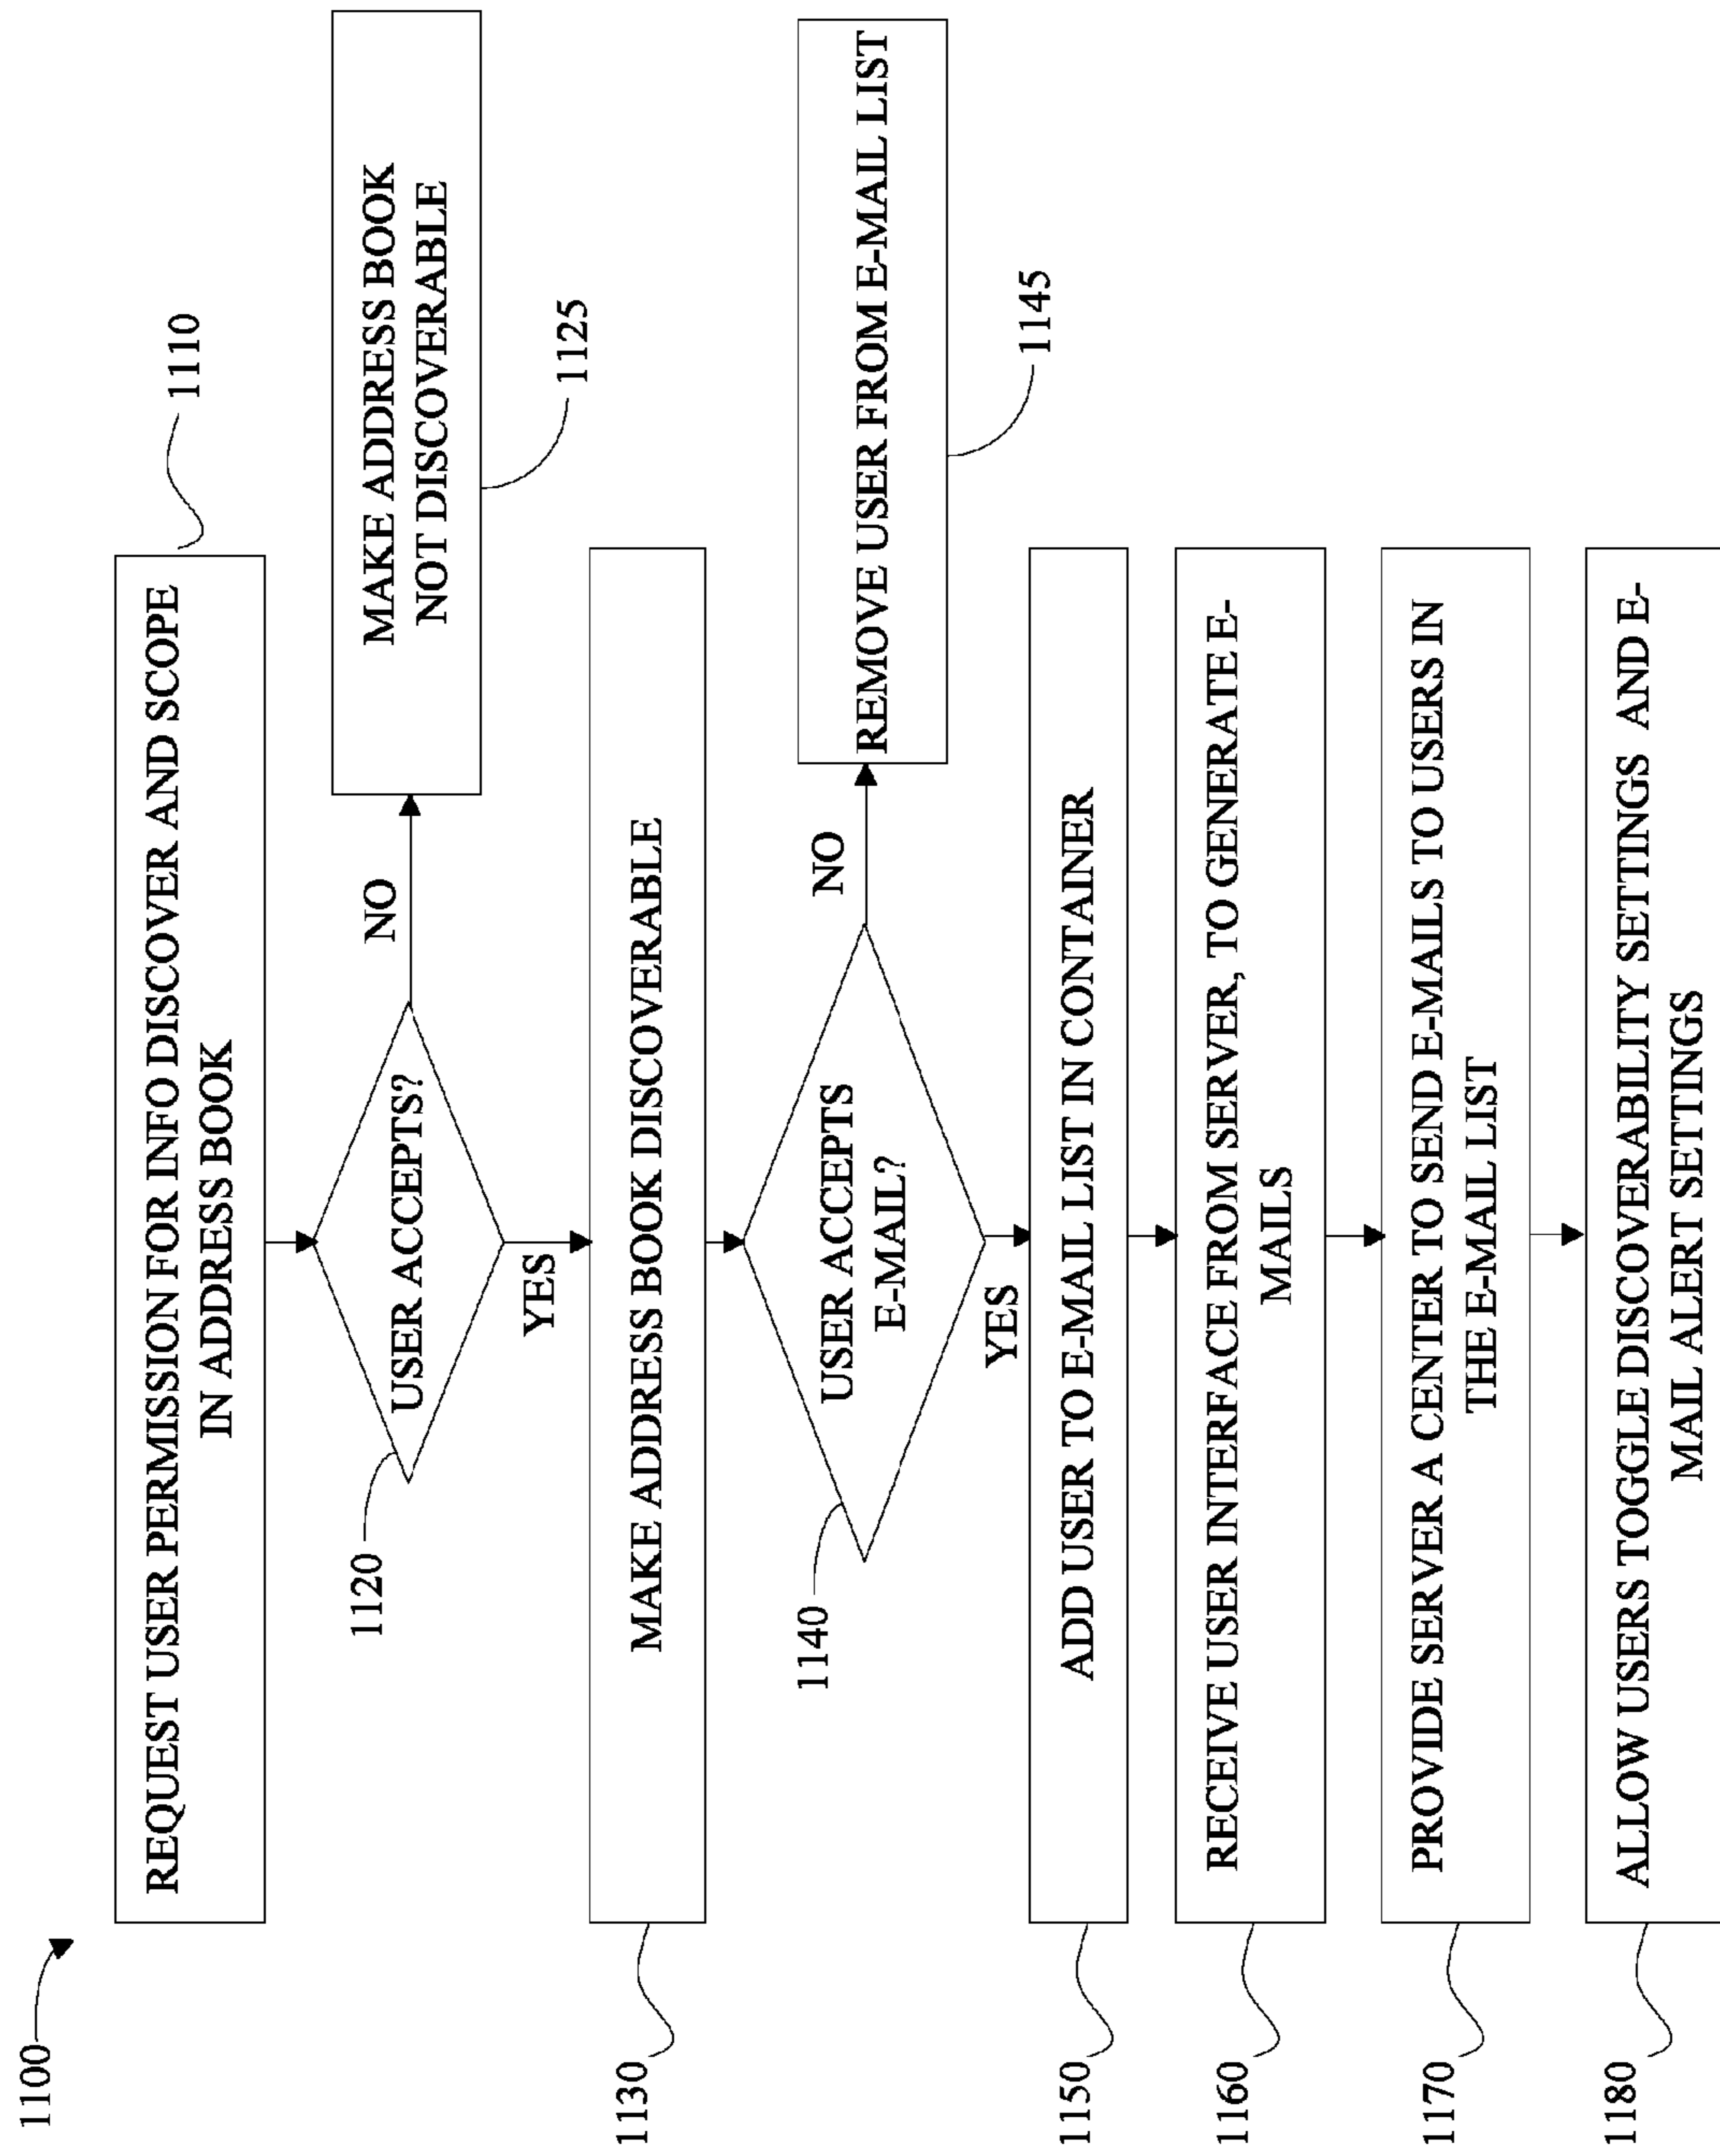 1100
REQUEST USER PERMISSION FOR INFO DISCOVER AND SCOPE
IN ADDRESS BOOK
1110
1120
USER ACCEPTS?
NO
MAKE ADDRESS BOOK
NOT DISCOVERABLE
1125
YES
1130
MAKE ADDRESS BOOK DISCOVERABLE
1140
USER ACCEPTS
E-MAIL?
NO
REMOVE USER FROM E-MAIL LIST
1145
YES
1150
ADD USER TO E-MAIL LIST IN CONTAINER
1160
RECEIVE USER INTERFACE FROM SERVER, TO GENERATE E-
MAILS
1170
PROVIDE SERVER A CENTER TO SEND E-MAILS TO USERS IN
THE E-MAIL LIST
1180
ALLOW USERS TOGGLE DISCOVERABILITY SETTINGS AND E-
MAIL ALERT SETTINGS